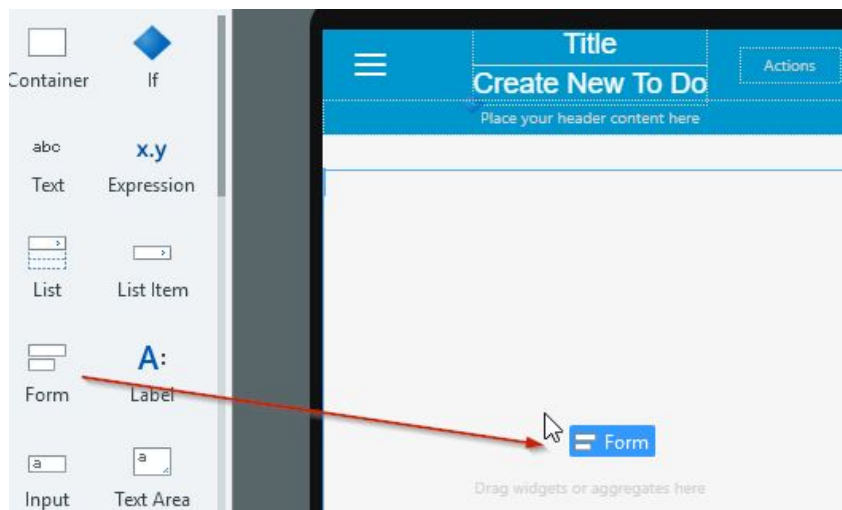 Container
If
abc
Text
x.y
Expression
List
List Item
Form
A:
Label
a
Input
a
Text Area
Title
Create New To Do
Actions
Place your header content here
Form
Drag widgets or aggregates here